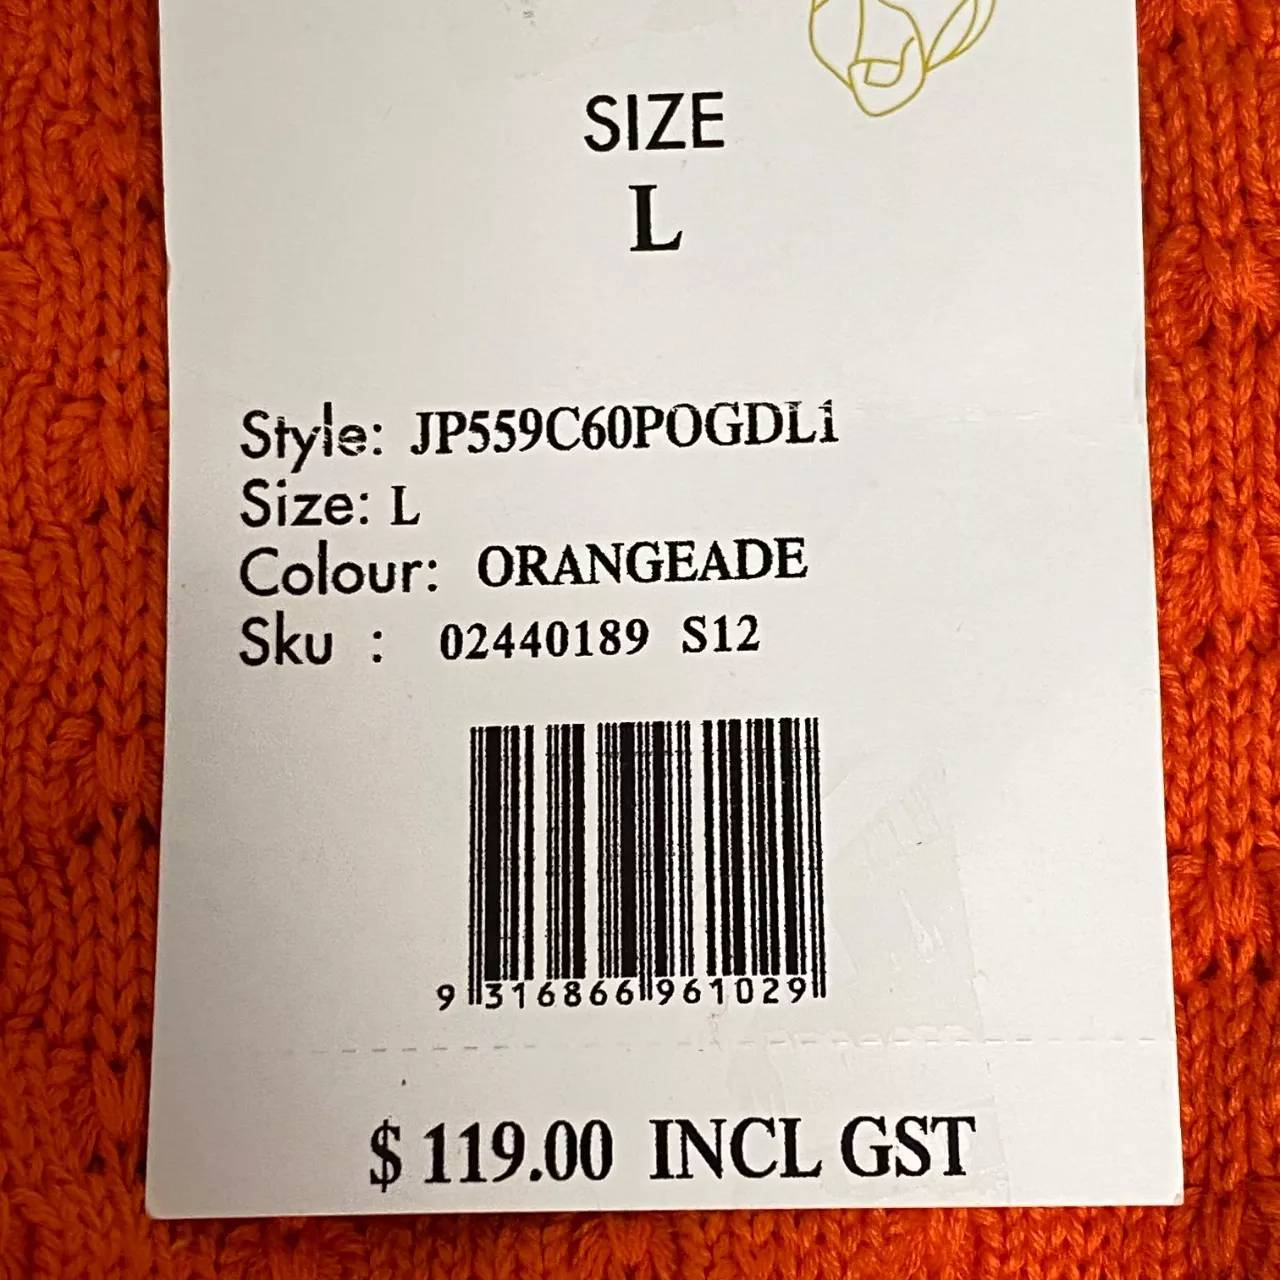 SIZE
L
Style: JP559C60POGDL1
Size: L
Colour: ORANGEADE
Sku : 02440189 S12
9 316866 961029
$ 119.00 INCL GST